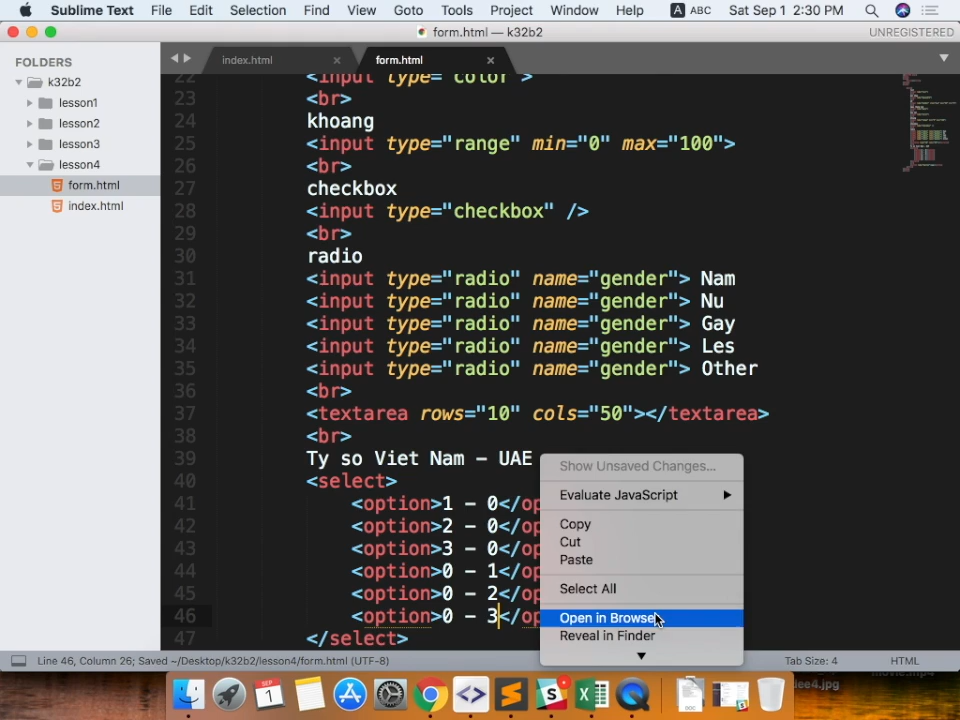 Sublime Text File Edit Selection Find View Goto Tools Project Window Help A ABC Sat Sep 1 2:30 PM
form.html — k32b2 UNREGISTERED
FOLDERS
k32b2
lesson1
lesson2
lesson3
lesson4
form.html
index.html
index.html × form.html ×
22 <input type="color">
23 <br>
24 khoang
25 <input type="range" min="0" max="100">
26 <br>
27 checkbox
28 <input type="checkbox" />
29 <br>
30 radio
31 <input type="radio" name="gender"> Nam
32 <input type="radio" name="gender"> Nu
33 <input type="radio" name="gender"> Gay
34 <input type="radio" name="gender"> Les
35 <input type="radio" name="gender"> Other
36 <br>
37 <textarea rows="10" cols="50"></textarea>
38 <br>
39 Ty so Viet Nam - UAE
40 <select>
41 <option>1 - 0</op
42 <option>2 - 0</op
43 <option>3 - 0</op
44 <option>0 - 1</op
45 <option>0 - 2</op
46 <option>0 - 3</op
47 </select>
Show Unsaved Changes...
Evaluate JavaScript
Copy
Cut
Paste
Select All
Open in Browser
Reveal in Finder
Line 46, Column 26; Saved ~/Desktop/k32b2/lesson4/form.html (UTF-8) Tab Size: 4 HTML
SEP
1
DOC